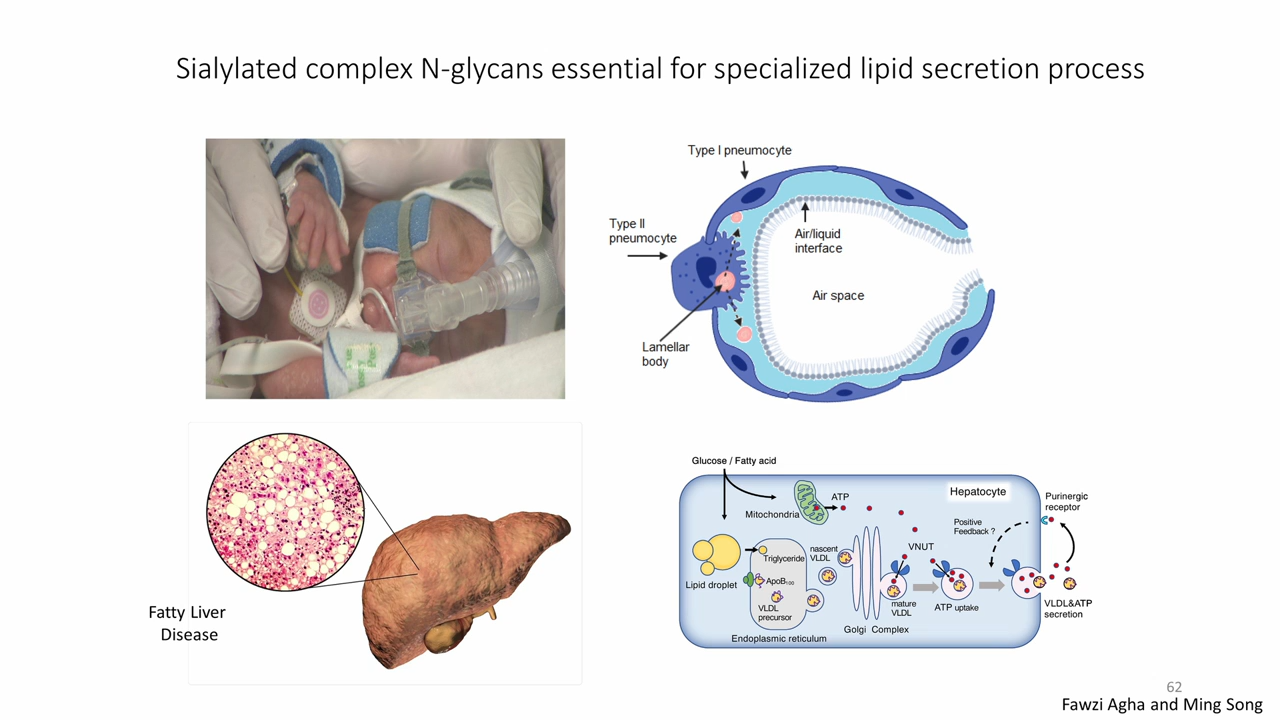 Sialylated complex N-glycans essential for specialized lipid secretion process
Type I pneumocyte
Type II
pneumocyte
Air/liquid
interface
Air space
Lamellar
body
Fatty Liver
Disease
Glucose / Fatty acid
Hepatocyte
Purinergic
receptor
ATP
Mitochondria
Positive
Feedback ?
VNUT
nascent
VLDL
Triglyceride
Lipid droplet
ApoB100
VLDL
precursor
mature
VLDL
ATP uptake
VLDL&ATP
secretion
Golgi Complex
Endoplasmic reticulum
62
Fawzi Agha and Ming Song